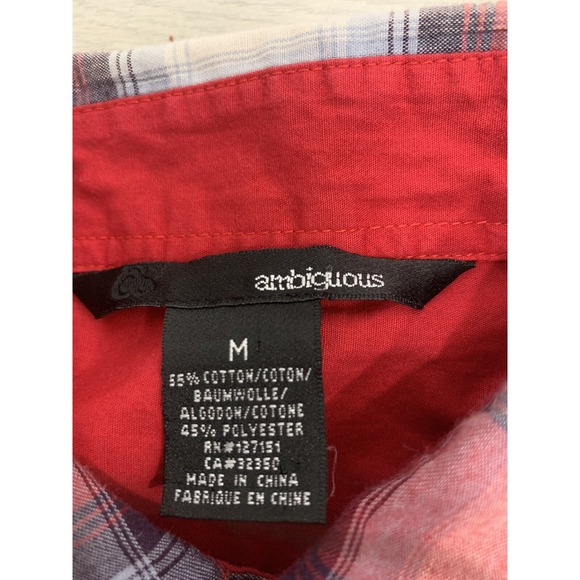 ambiguous
M
55% COTTON/COTON/
BAUMWOLLE/
ALGODON/COTONE
45% POLYESTER
RN#127151
CA#32350
MADE IN CHINA
FABRIQUE EN CHINE